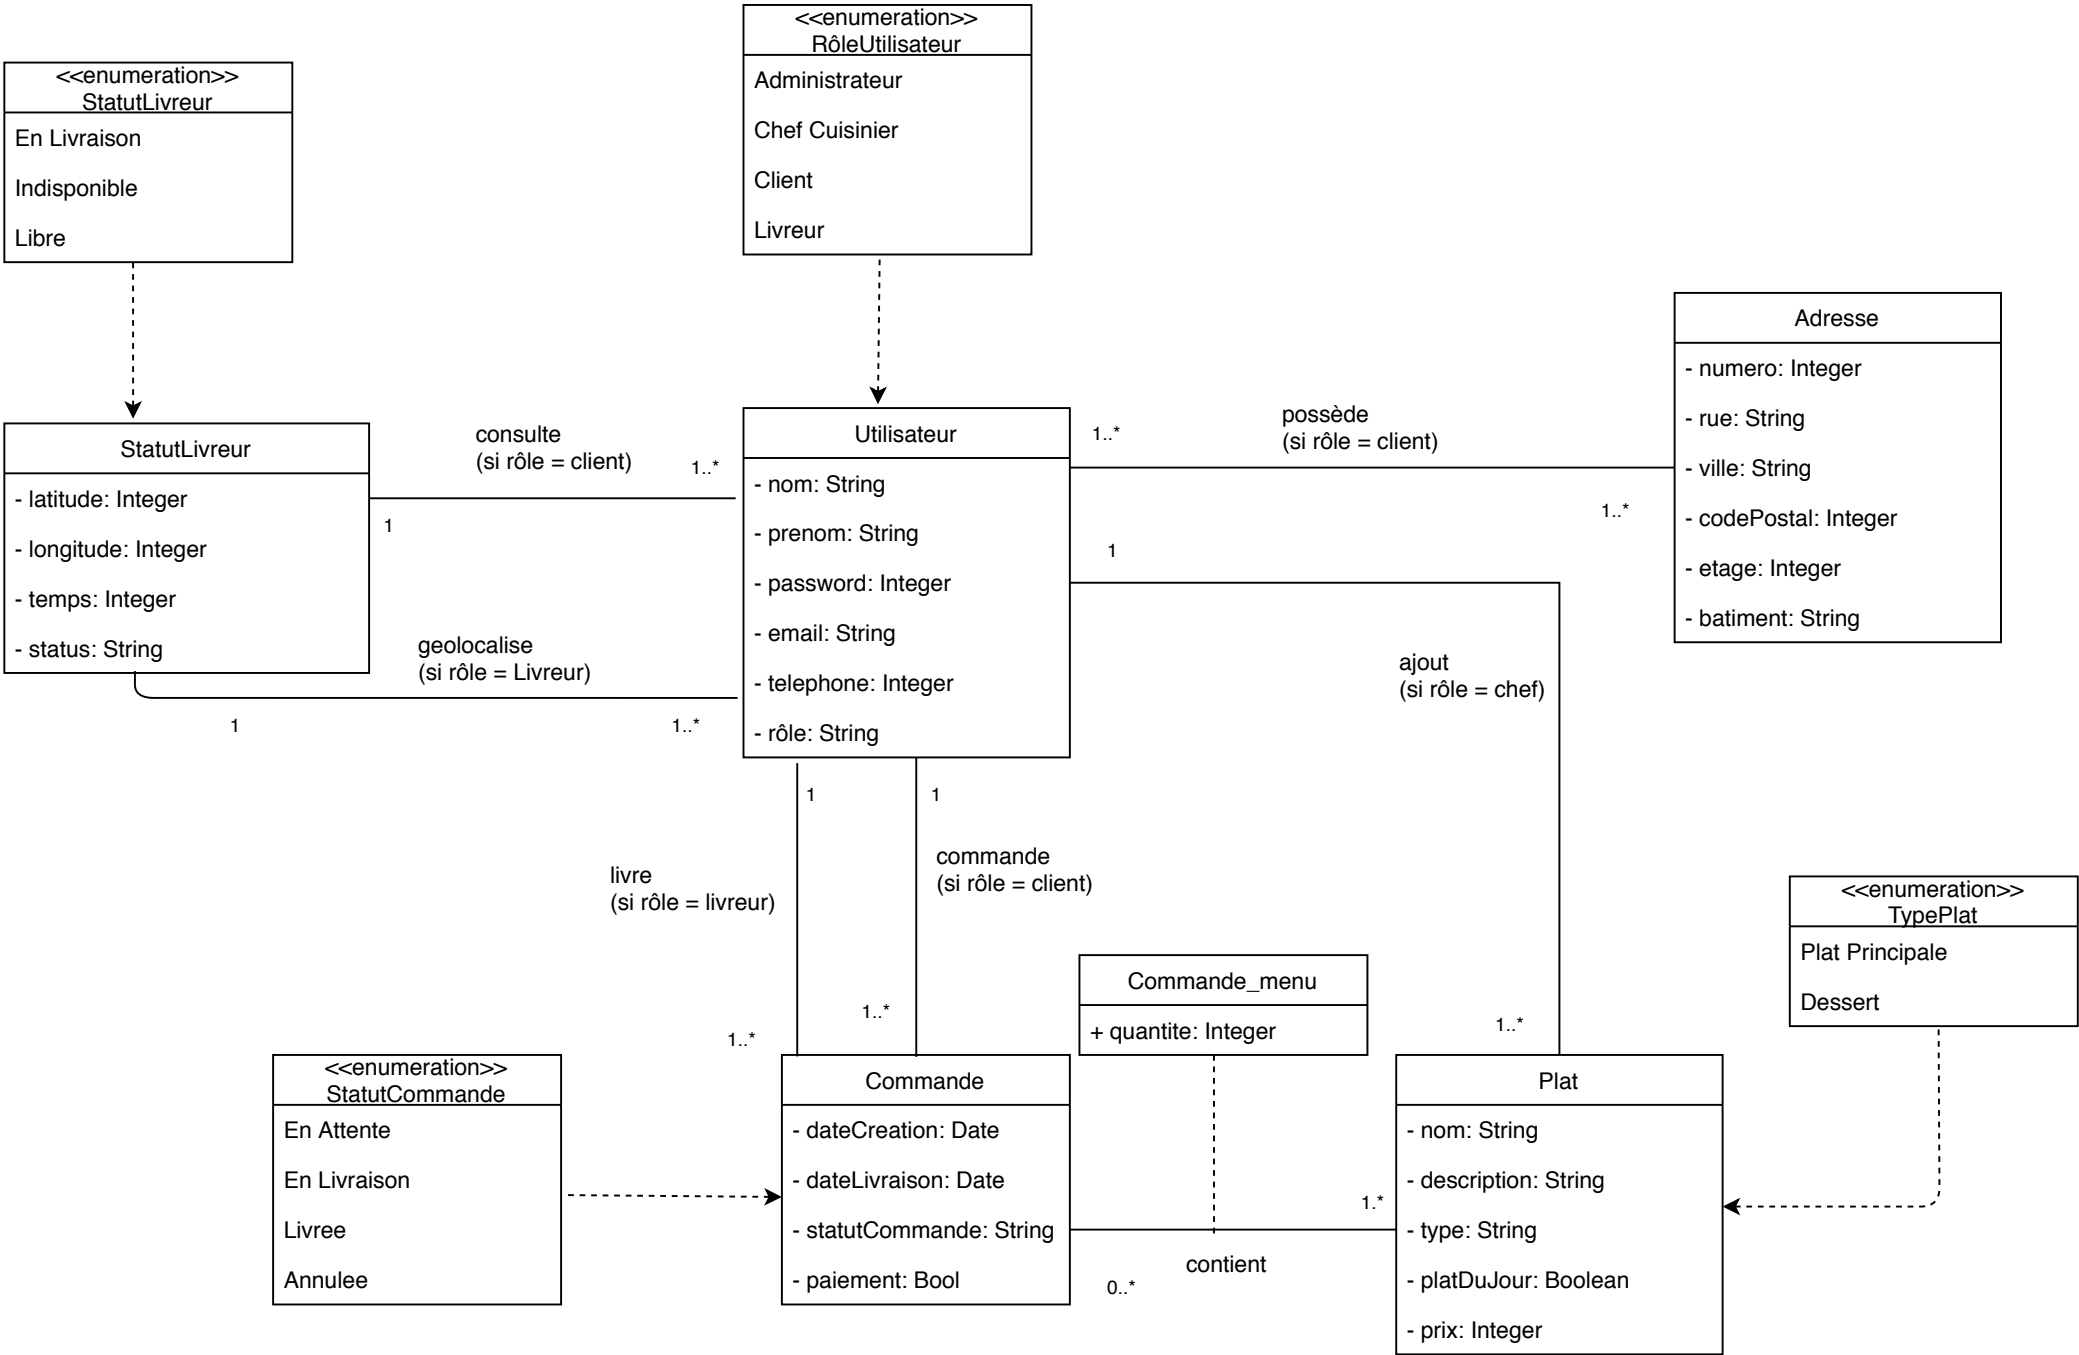 <<enumeration>>
RôleUtilisateur
Administrateur
Chef Cuisinier
Client
Livreur
<<enumeration>>
StatutLivreur
En Livraison
Indisponible
Libre
Adresse
- numero: Integer
- rue: String
- ville: String
- codePostal: Integer
- etage: Integer
- batiment: String
StatutLivreur
- latitude: Integer
- longitude: Integer
- temps: Integer
- status: String
consulte
(si rôle = client)
1..*
1
geolocalise
(si rôle = Livreur)
1
1..*
Utilisateur
- nom: String
- prenom: String
- password: Integer
- email: String
- telephone: Integer
- rôle: String
1..*
possède
(si rôle = client)
1..*
1
ajout
(si rôle = chef)
1..*
1
livre
(si rôle = livreur)
1..*
1
commande
(si rôle = client)
1..*
<<enumeration>>
TypePlat
Plat Principale
Dessert
Commande_menu
+ quantite: Integer
<<enumeration>>
StatutCommande
En Attente
En Livraison
Livree
Annulee
Commande
- dateCreation: Date
- dateLivraison: Date
- statutCommande: String
- paiement: Bool
1.*
contient
0..*
Plat
- nom: String
- description: String
- type: String
- platDuJour: Boolean
- prix: Integer